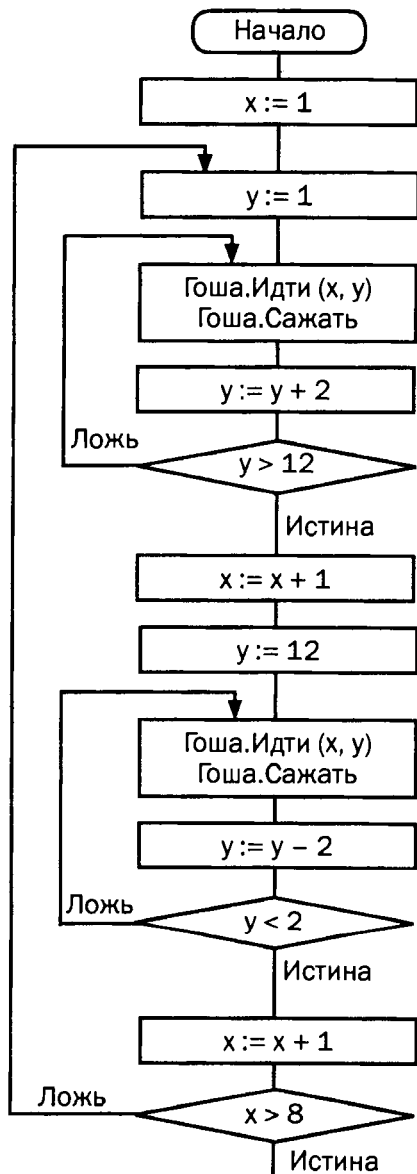 Начало
x := 1
y := 1
Гоша.Идти (x, y)
Гоша.Сажать
y := y + 2
Ложь
y > 12
Истина
x := x + 1
y := 12
Гоша.Идти (x, y)
Гоша.Сажать
y := y – 2
Ложь
y < 2
Истина
x := x + 1
Ложь
x > 8
Истина